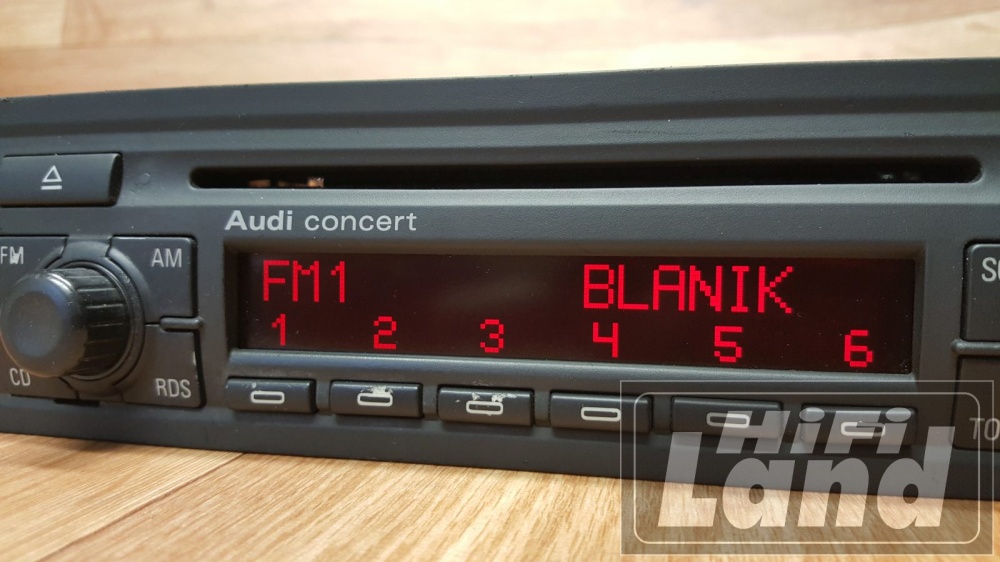 Audi concert
FM
AM
FM1 BLANIK
1 2 3 4 5 6
CD
RDS
HiFi
Land